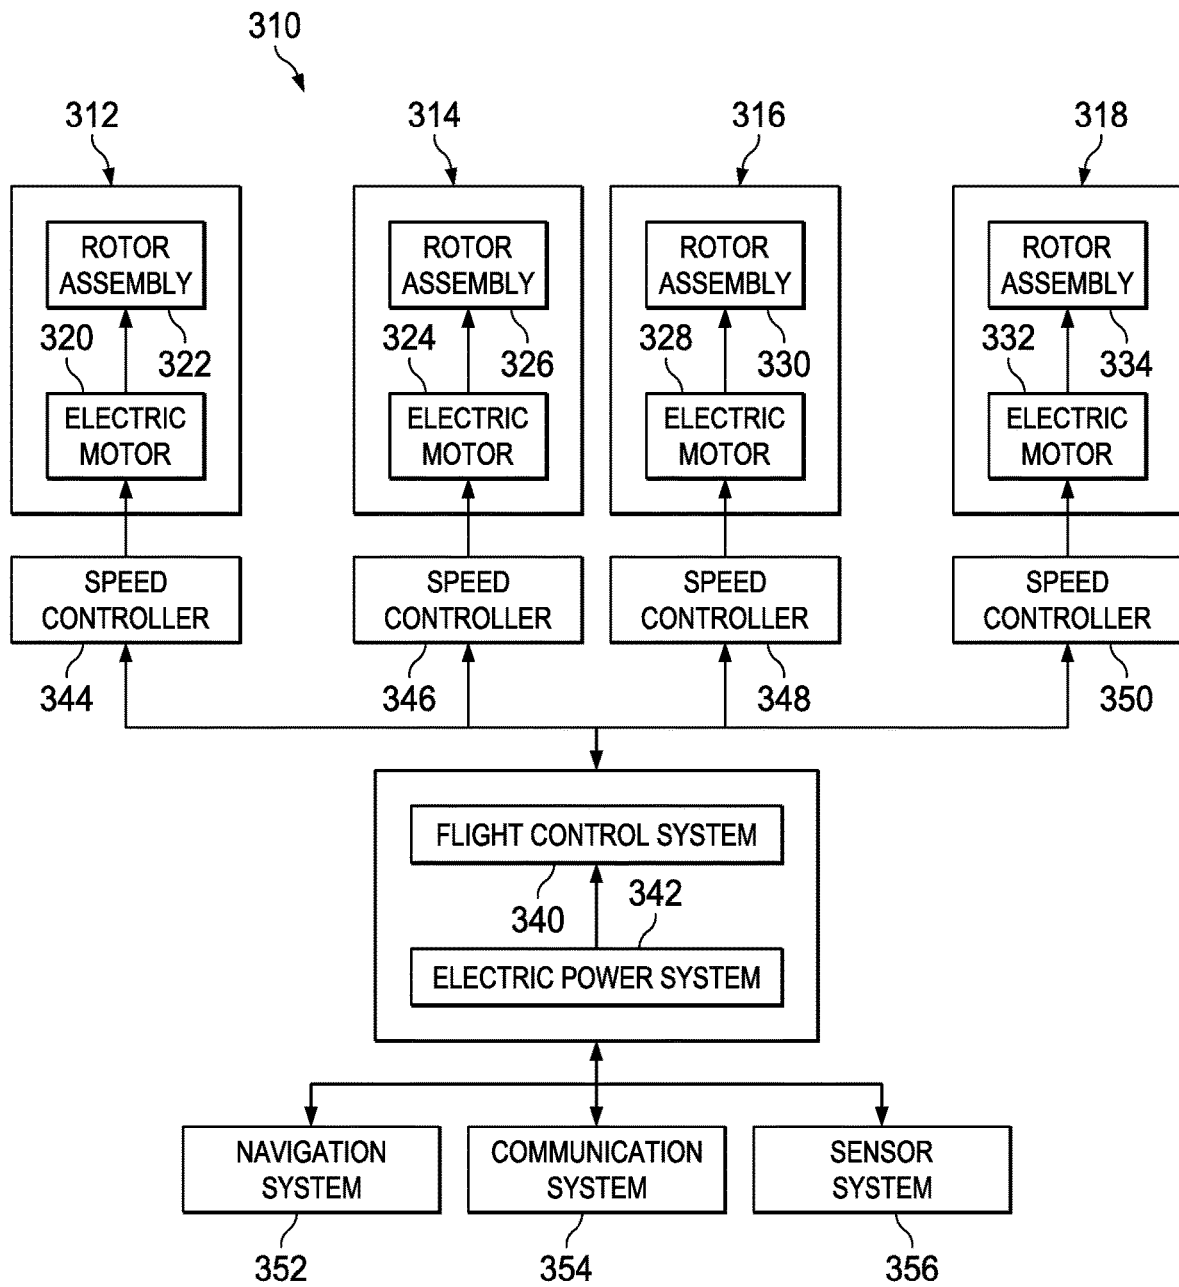 310
312
314
316
318
ROTOR
ASSEMBLY
ROTOR
ASSEMBLY
ROTOR
ASSEMBLY
ROTOR
ASSEMBLY
320
322
324
326
328
330
332
334
ELECTRIC
MOTOR
ELECTRIC
MOTOR
ELECTRIC
MOTOR
ELECTRIC
MOTOR
SPEED
CONTROLLER
SPEED
CONTROLLER
SPEED
CONTROLLER
SPEED
CONTROLLER
344
346
348
350
FLIGHT CONTROL SYSTEM
340
342
ELECTRIC POWER SYSTEM
NAVIGATION
SYSTEM
COMMUNICATION
SYSTEM
SENSOR
SYSTEM
352
354
356